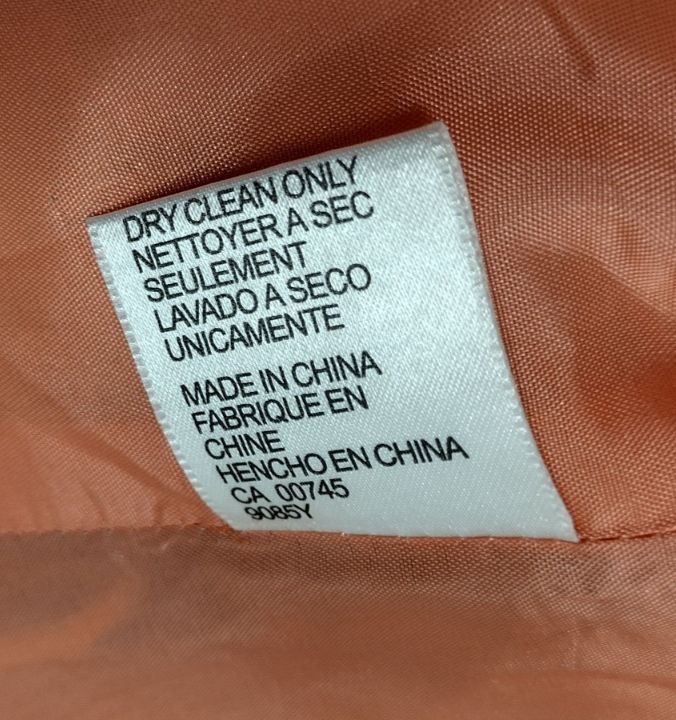 DRY CLEAN ONLY
NETTOYER A SEC
SEULEMENT
LAVADO A SECO
UNICAMENTE
MADE IN CHINA
FABRIQUE EN
CHINE
HENCHO EN CHINA
CA 00745
9085Y